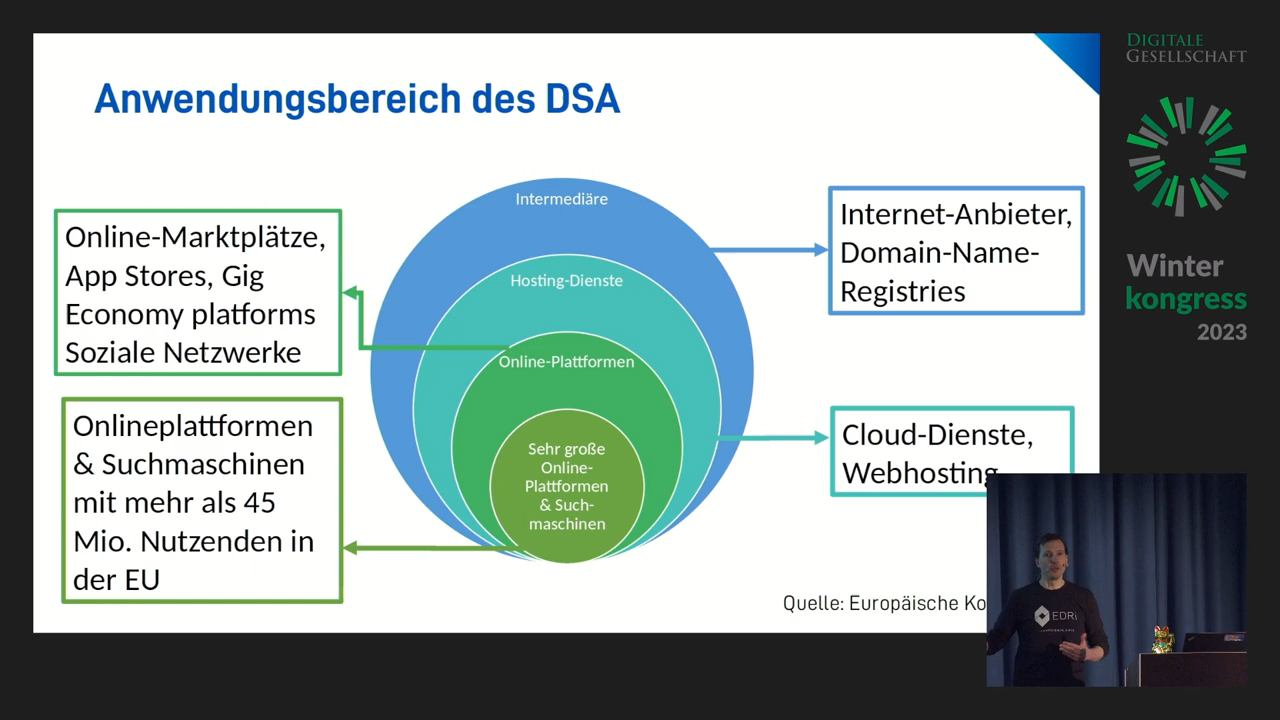 Anwendungsbereich des DSA
Intermediäre
Hosting-Dienste
Online-Plattformen
Sehr große
Online-
Plattformen
& Such-
maschinen
Online-Marktplätze,
App Stores, Gig
Economy platforms
Soziale Netzwerke
Onlineplattformen
& Suchmaschinen
mit mehr als 45
Mio. Nutzenden in
der EU
Internet-Anbieter,
Domain-Name-
Registries
Cloud-Dienste,
Webhosting
Quelle: Europäische
DIGITALE
GESELLSCHAFT
Winter
kongress
2023
EDRi